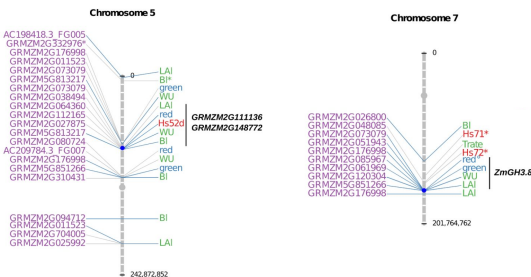 Chromosome 5
AC198418.3_FG005
GRMZM2G332976*
GRMZM2G176998
GRMZM2G011523
GRMZM2G073079
GRMZM5G813217
GRMZM2G073079
GRMZM2G038494
GRMZM2G064360
GRMZM2G112165
GRMZM2G027875
GRMZM5G813217
GRMZM2G080724
AC209784.3_FG007
GRMZM2G176998
GRMZM5G851266
GRMZM2G310431
GRMZM2G094712
GRMZM2G011523
GRMZM2G704005
GRMZM2G025992
0
LAI
BI*
green
WU
LAI
red
Hs52d
WU
BI
red
WU
green
BI
BI
LAI
GRMZM2G111136
GRMZM2G148772
242,872,852
Chromosome 7
0
GRMZM2G026800
GRMZM2G048085
GRMZM2G073079
GRMZM2G051943
GRMZM2G176998
GRMZM2G085967
GRMZM2G061969
GRMZM2G120304
GRMZM5G851266
GRMZM2G176998
BI
Hs71*
Trate
Hs72*
red*
green
WU
LAI
LAI
ZmGH3.8
201,764,762